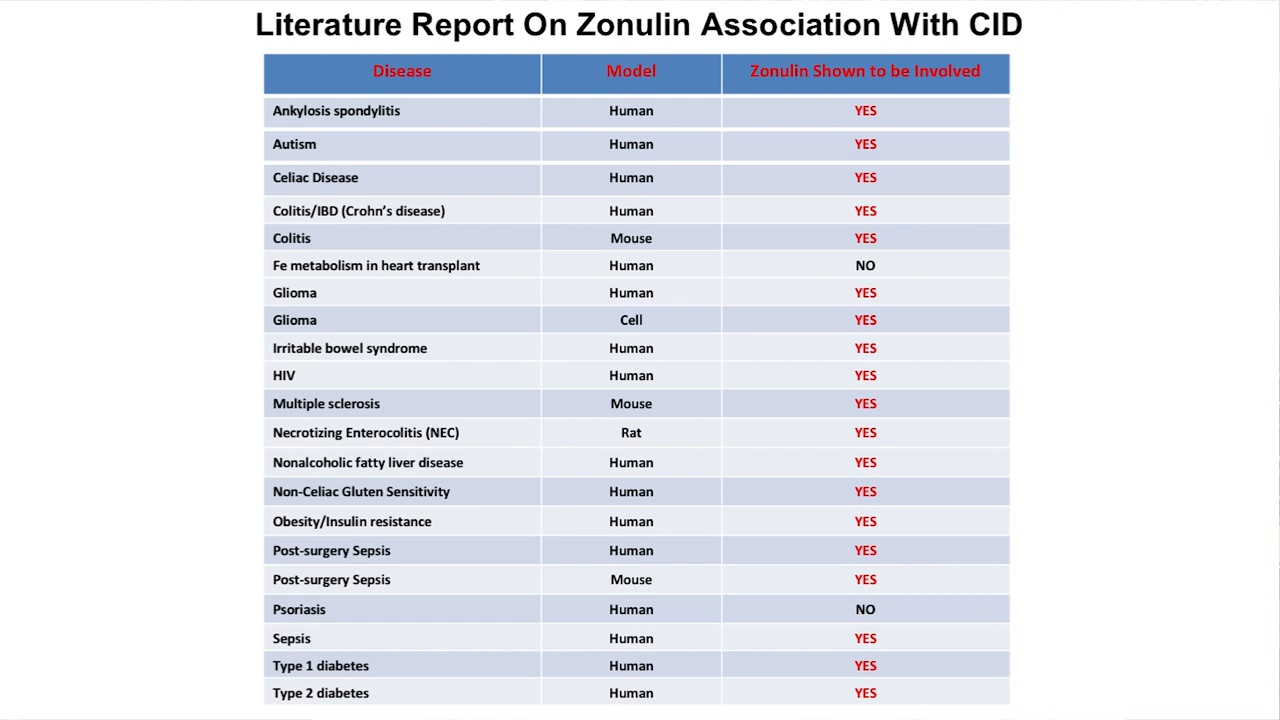 Literature Report On Zonulin Association With CID
Disease Model Zonulin Shown to be Involved
Ankylosis spondylitis Human YES
Autism Human YES
Celiac Disease Human YES
Colitis/IBD (Crohn’s disease) Human YES
Colitis Mouse YES
Fe metabolism in heart transplant Human NO
Glioma Human YES
Glioma Cell YES
Irritable bowel syndrome Human YES
HIV Human YES
Multiple sclerosis Mouse YES
Necrotizing Enterocolitis (NEC) Rat YES
Nonalcoholic fatty liver disease Human YES
Non-Celiac Gluten Sensitivity Human YES
Obesity/Insulin resistance Human YES
Post-surgery Sepsis Human YES
Post-surgery Sepsis Mouse YES
Psoriasis Human NO
Sepsis Human YES
Type 1 diabetes Human YES
Type 2 diabetes Human YES